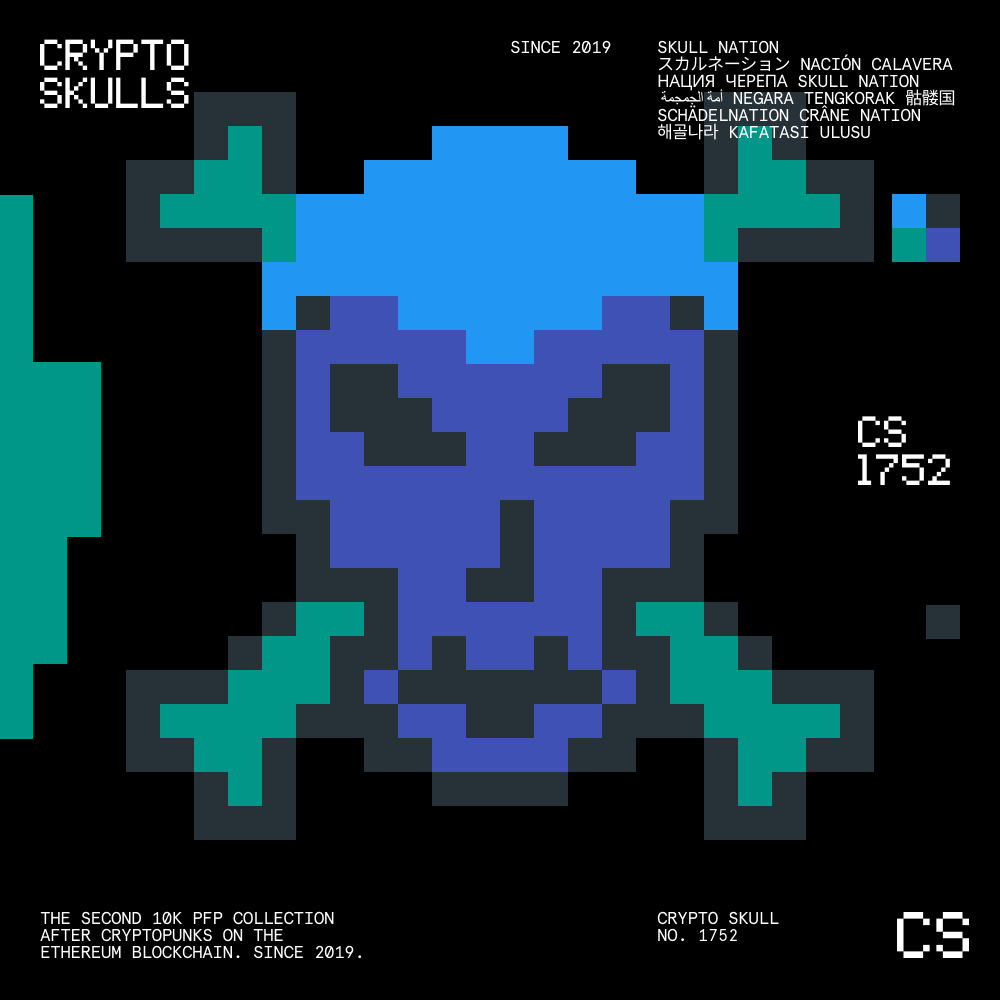 CRYPTO
SKULLS
SINCE 2019
SKULL NATION
スカルネーション NACIÓN CALAVERA
НАЦИЯ ЧЕРЕПА SKULL NATION
أمة الجمجمة NEGARA TENGKORAK 骷髅国
SCHÄDELNATION CRÂNE NATION
해골나라 KAFATASI ULUSU
CS
1752
THE SECOND 10K PFP COLLECTION
AFTER CRYPTOPUNKS ON THE
ETHEREUM BLOCKCHAIN. SINCE 2019.
CRYPTO SKULL
NO. 1752
CS